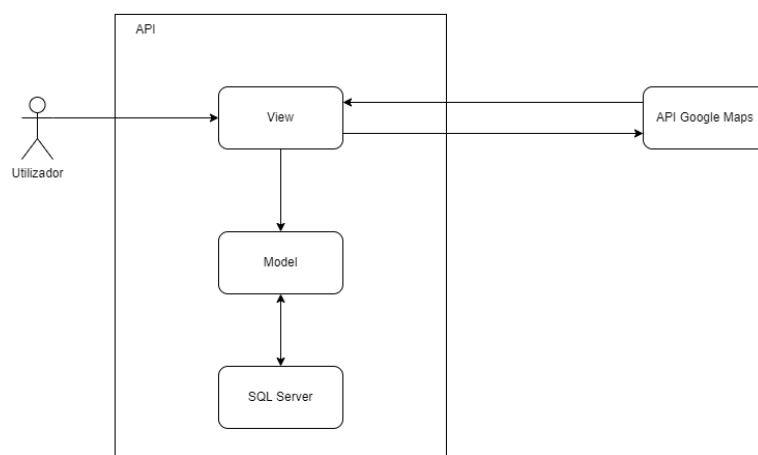 API
View
API Google Maps
Utilizador
Model
SQL Server